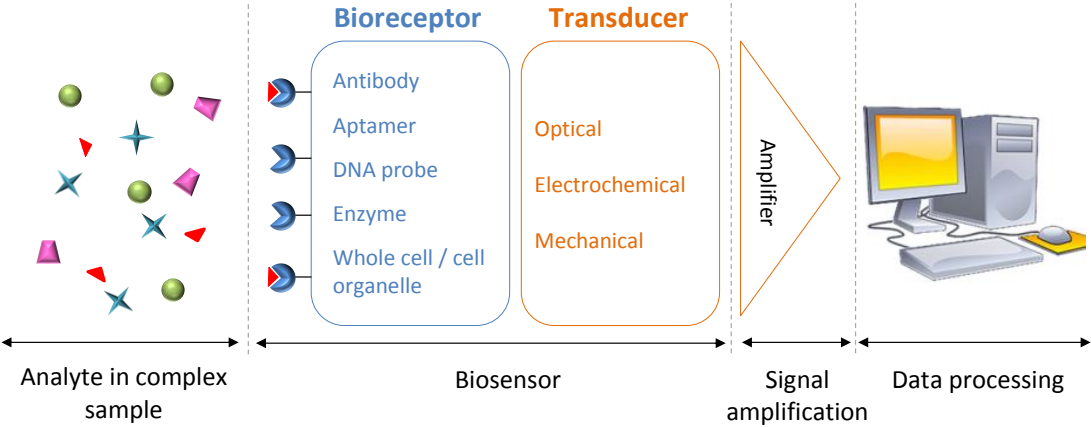 Bioreceptor
Transducer
Antibody
Aptamer
DNA probe
Enzyme
Whole cell / cell
organelle
Optical
Electrochemical
Mechanical
Amplifier
Analyte in complex
sample
Biosensor
Signal
amplification
Data processing